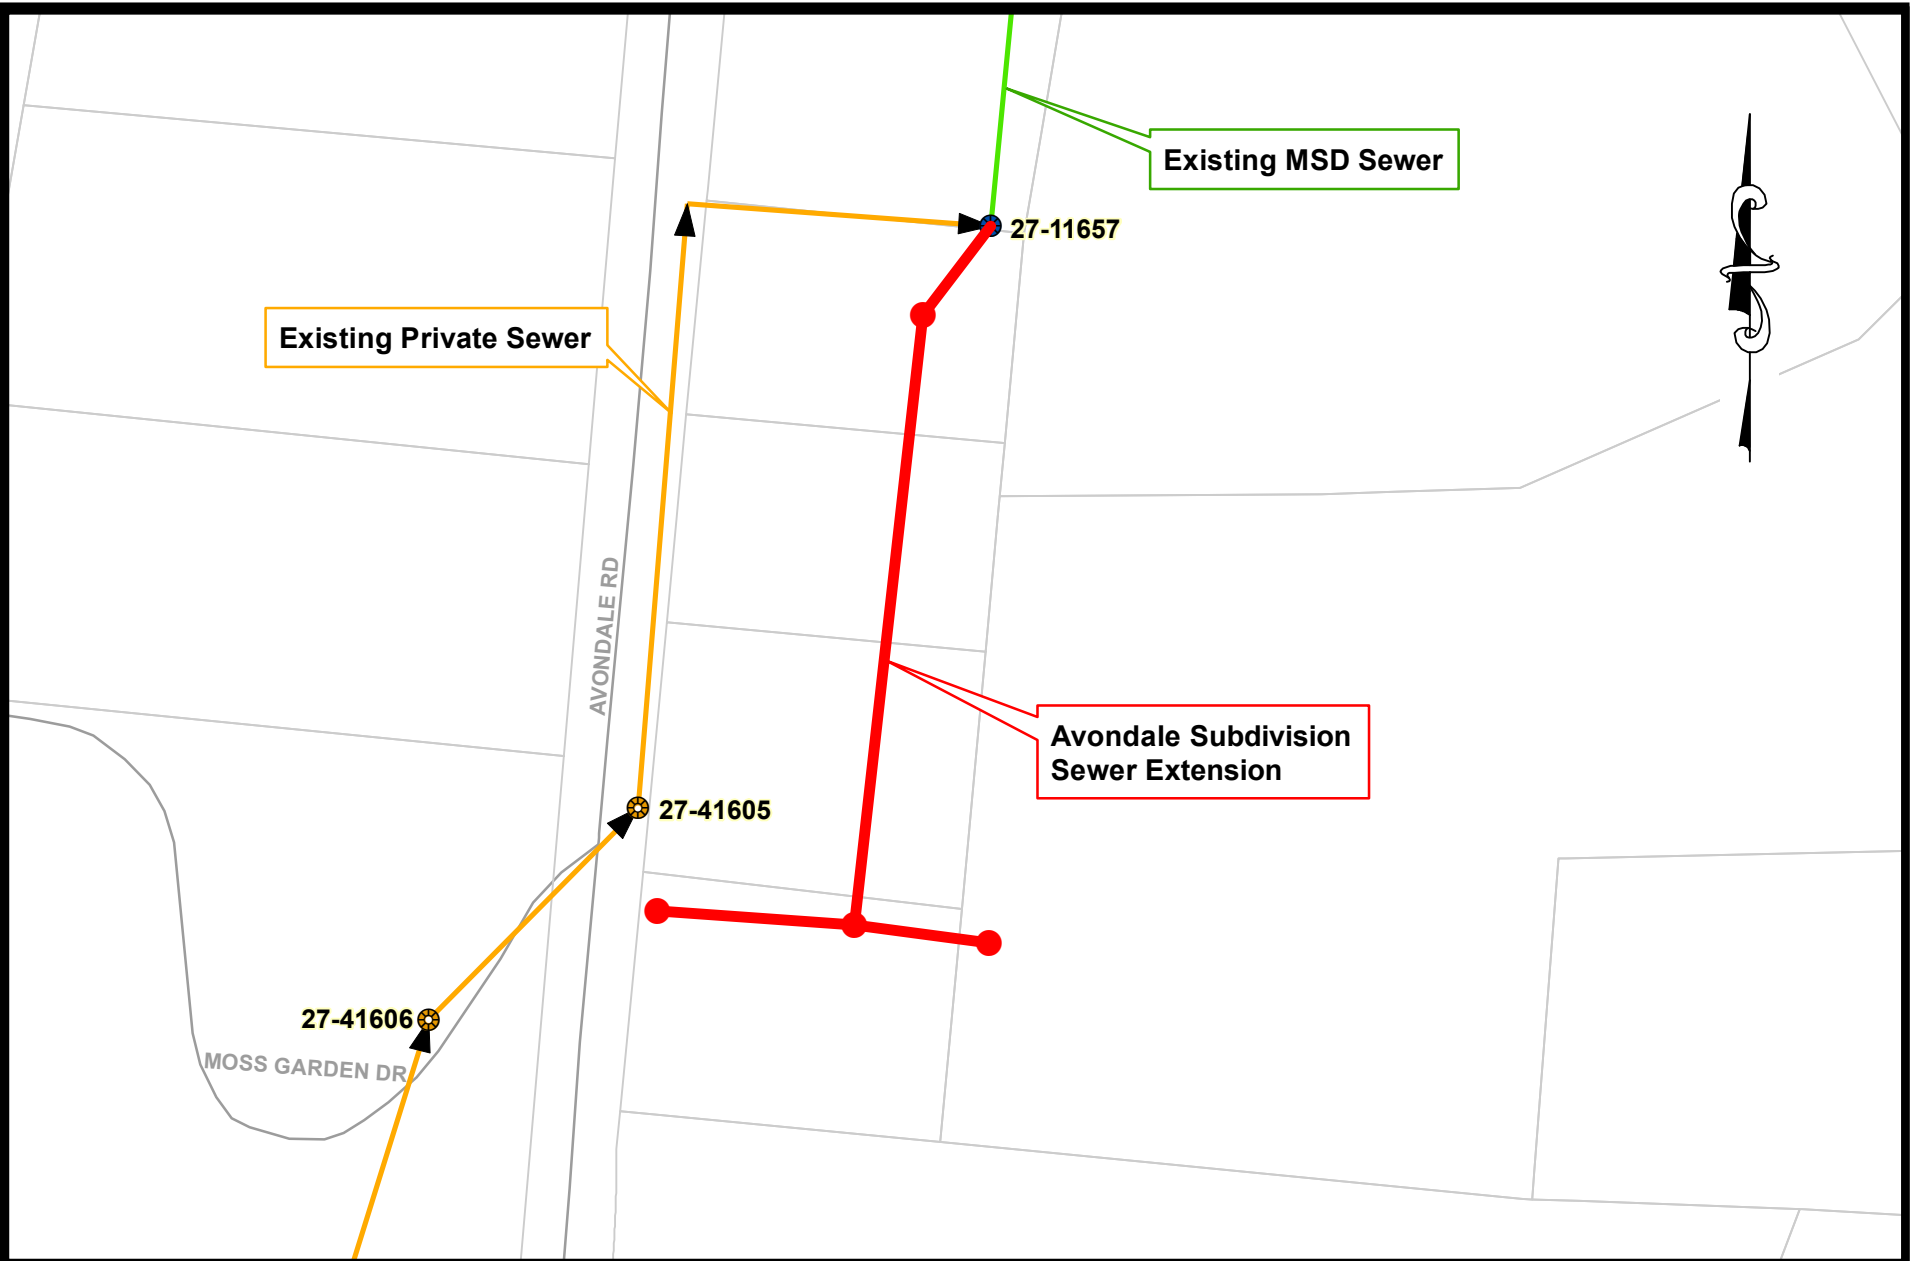 Existing MSD Sewer
27-11657
Existing Private Sewer
AVONDALE RD
Avondale Subdivision
Sewer Extension
27-41605
27-41606
MOSS GARDEN DR